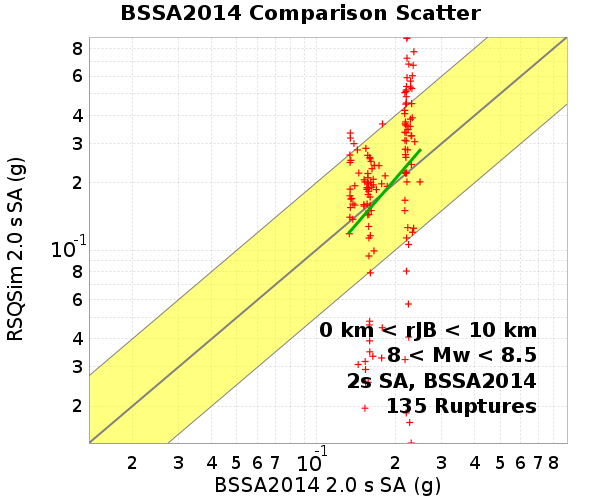 BSSA2014 Comparison Scatter
8
6
4
3
2
10-1
8
6
4
3
2
RSQSim 2.0 s SA (g)
0 km < rJB < 10 km
8 < Mw < 8.5
2s SA, BSSA2014
135 Ruptures
2 3 4 5 6 7 10-1 2 3 4 5 6 7 8
BSSA2014 2.0 s SA (g)